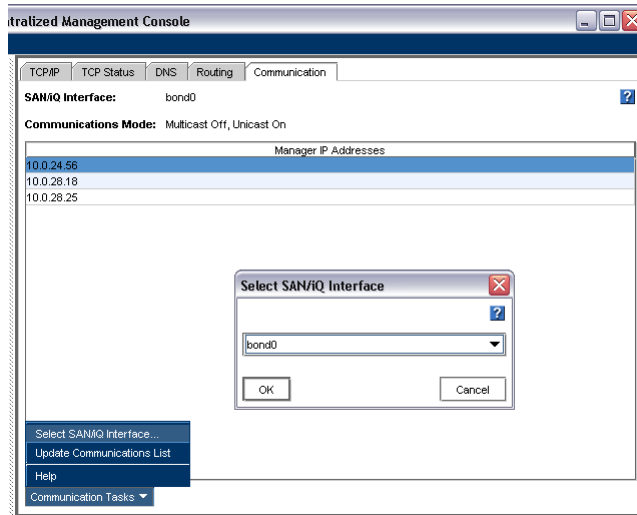 ntralized Management Console
TCP/IP TCP Status DNS Routing Communication
SAN/iQ Interface: bond0
?
Communications Mode: Multicast Off, Unicast On
Manager IP Addresses
10.0.24.56
10.0.28.18
10.0.28.25
Select SAN/iQ Interface
?
bond0
OK Cancel
Select SAN/iQ Interface...
Update Communications List
Help
Communication Tasks